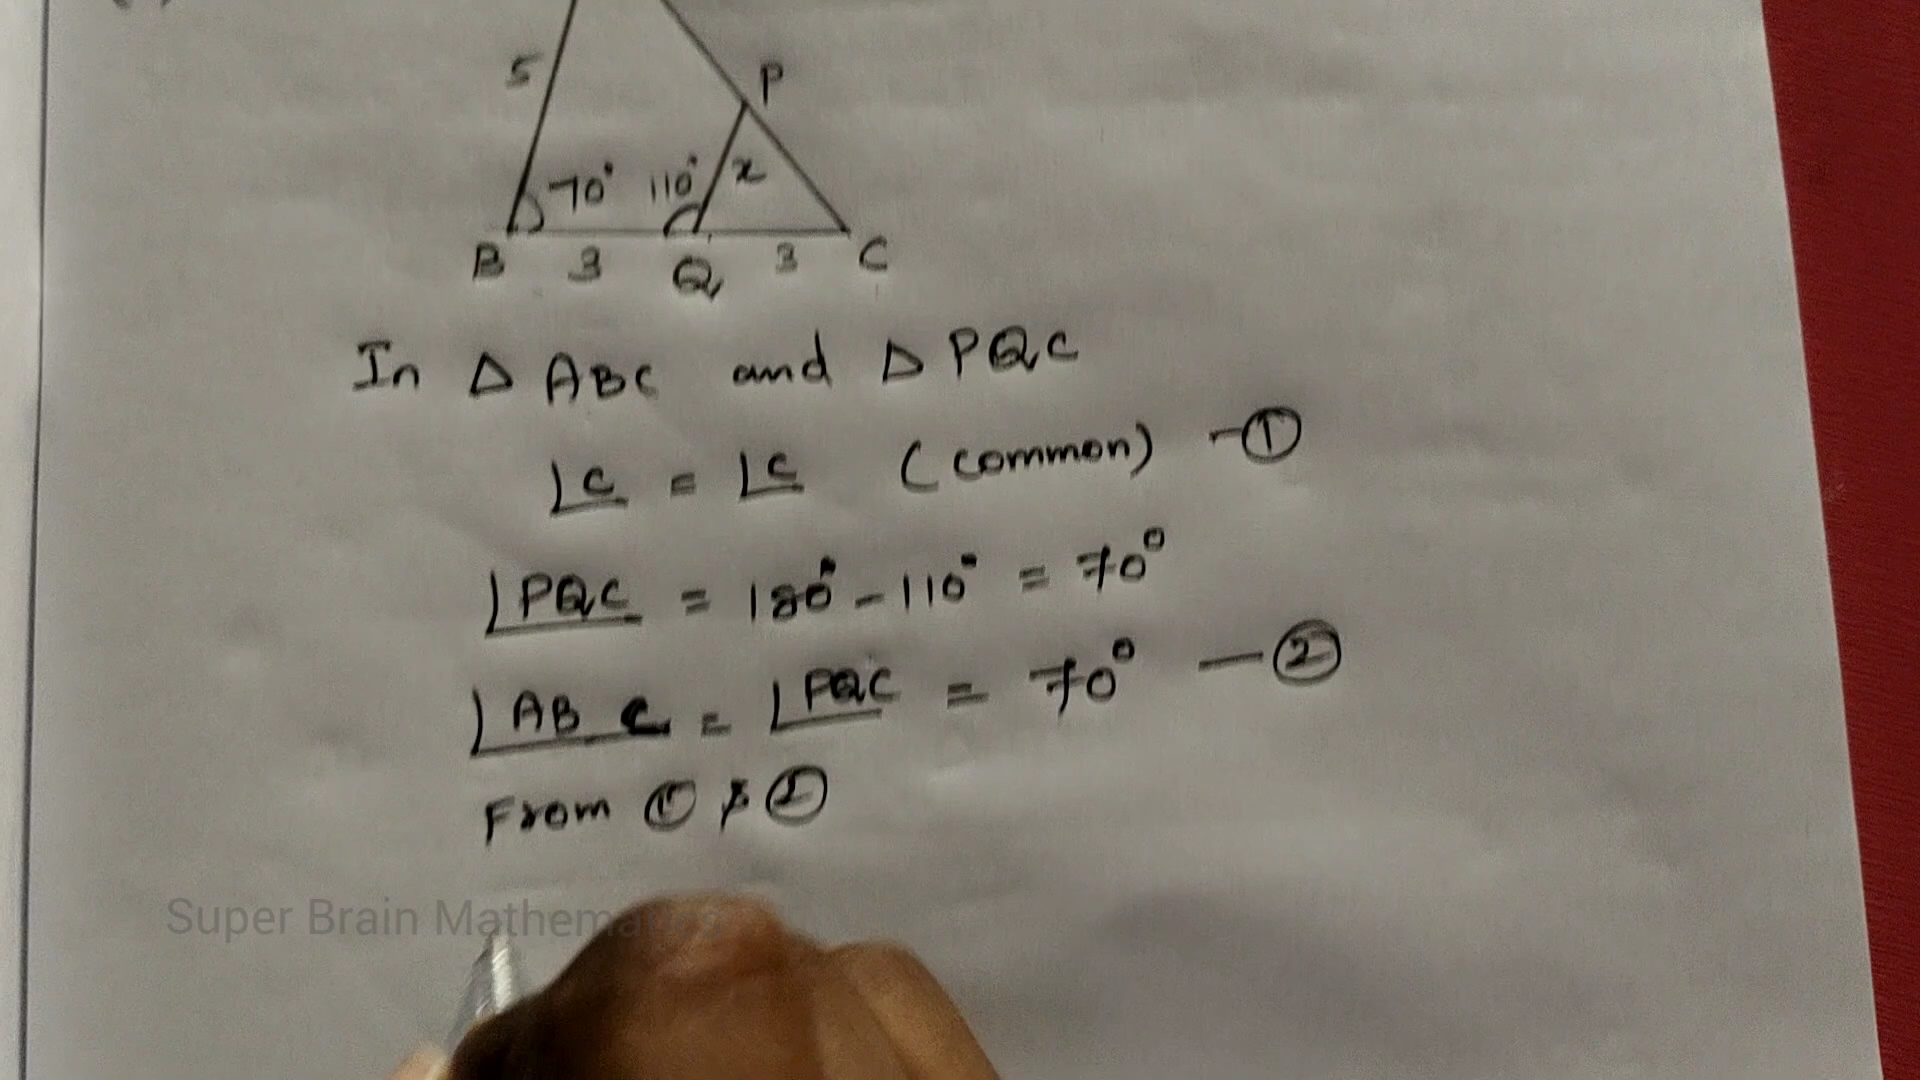 5
P
70° 110° x
B 3 Q 3 C
In Δ ABC and Δ PQC
∠C = ∠C (common) - ①
∠PQC = 180° - 110° = 70°
∠ABC = ∠PQC = 70° - ②
From ① & ②
Super Brain Mathematics